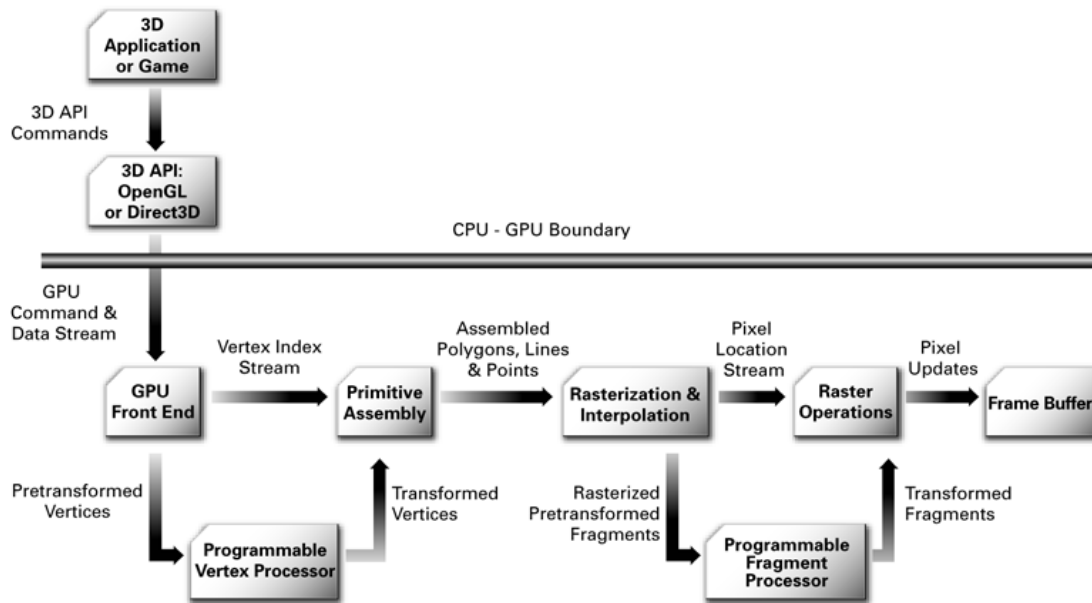 3D
Application
or Game
3D API
Commands
3D API:
OpenGL
or Direct3D
CPU - GPU Boundary
GPU
Command &
Data Stream
GPU
Front End
Vertex Index
Stream
Primitive
Assembly
Assembled
Polygons, Lines
& Points
Rasterization &
Interpolation
Pixel
Location
Stream
Raster
Operations
Pixel
Updates
Frame Buffer
Pretransformed
Vertices
Programmable
Vertex Processor
Transformed
Vertices
Rasterized
Pretransformed
Fragments
Programmable
Fragment
Processor
Transformed
Fragments